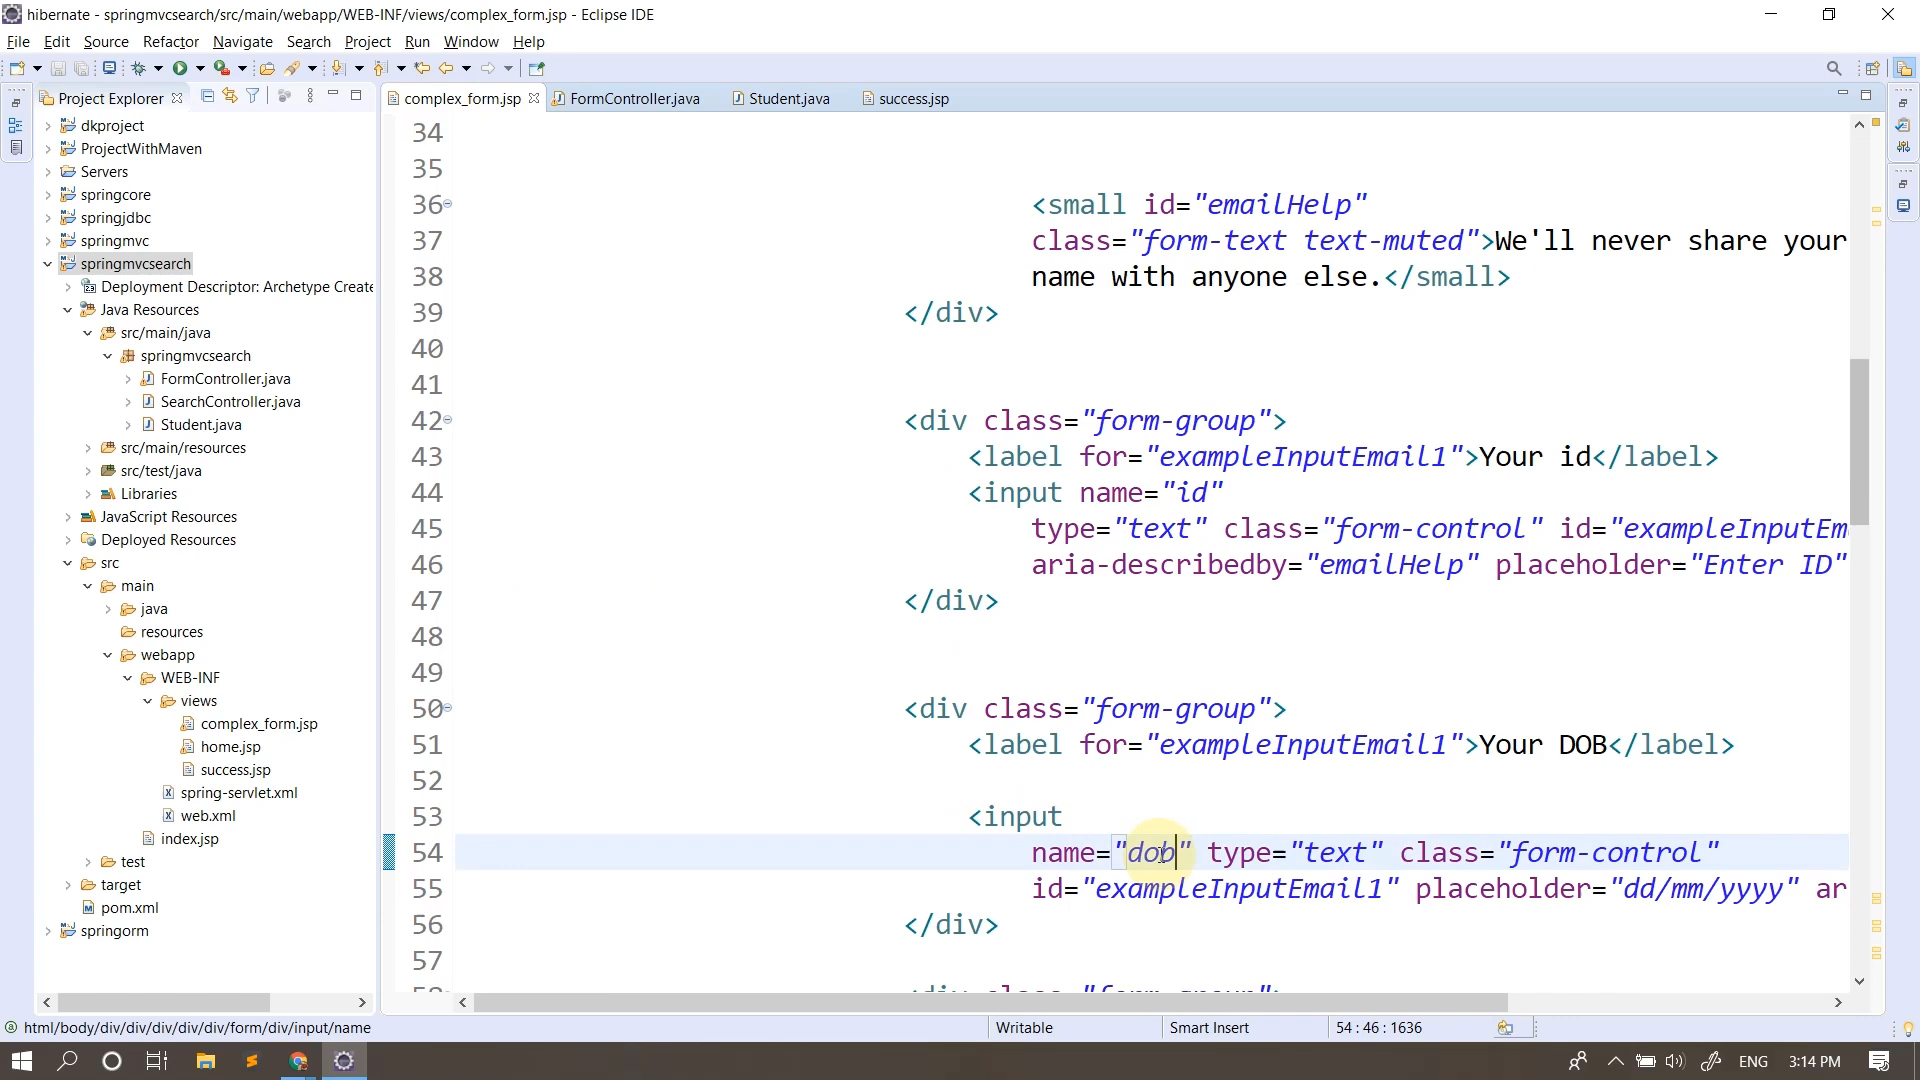 hibernate - springmvcsearch/src/main/webapp/WEB-INF/views/complex_form.jsp - Eclipse IDE
File Edit Source Refactor Navigate Search Project Run Window Help
Project Explorer
complex_form.jsp FormController.java Student.java success.jsp
dkproject
ProjectWithMaven
Servers
springcore
springjdbc
springmvc
springmvcsearch
Deployment Descriptor: Archetype Create
Java Resources
src/main/java
springmvcsearch
FormController.java
SearchController.java
Student.java
src/main/resources
src/test/java
Libraries
JavaScript Resources
Deployed Resources
src
main
java
resources
webapp
WEB-INF
views
complex_form.jsp
home.jsp
success.jsp
spring-servlet.xml
web.xml
index.jsp
test
target
pom.xml
springorm
34
35
36 <small id="emailHelp"
37 class="form-text text-muted">We'll never share your
38 name with anyone else.</small>
39 </div>
40
41
42 <div class="form-group">
43 <label for="exampleInputEmail1">Your id</label>
44 <input name="id"
45 type="text" class="form-control" id="exampleInputEm
46 aria-describedby="emailHelp" placeholder="Enter ID"
47 </div>
48
49
50 <div class="form-group">
51 <label for="exampleInputEmail1">Your DOB</label>
52
53 <input
54 name="dob" type="text" class="form-control"
55 id="exampleInputEmail1" placeholder="dd/mm/yyyy" ar
56 </div>
57
html/body/div/div/div/div/div/form/div/input/name Writable Smart Insert 54 : 46 : 1636
ENG 3:14 PM